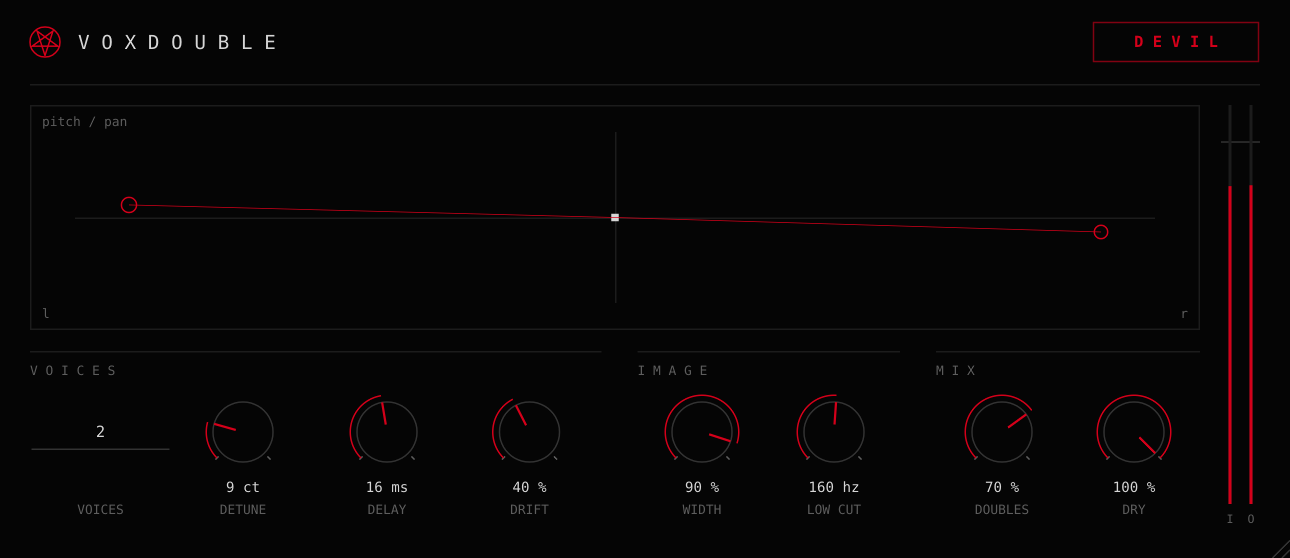 VOXDOUBLE
DEVIL
pitch / pan
l
r
VOICES
IMAGE
MIX
2
9 ct
16 ms
40 %
90 %
160 hz
70 %
100 %
VOICES
DETUNE
DELAY
DRIFT
WIDTH
LOW CUT
DOUBLES
DRY
I O